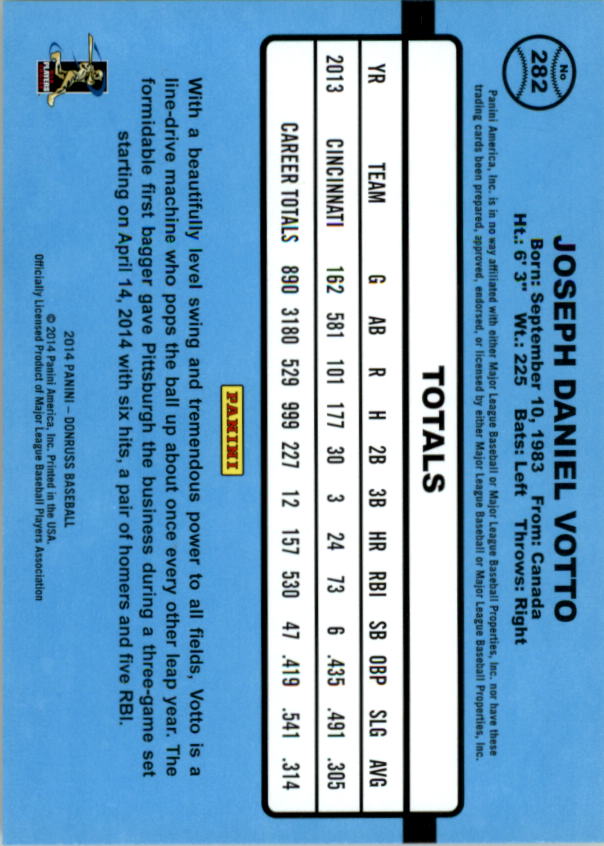 No
282
JOSEPH DANIEL VOTTO
Born: September 10, 1983 From: Canada
Ht.: 6' 3" Wt.: 225 Bats: Left Throws: Right
Panini America, Inc. is in no way affiliated with either Major League Baseball or Major League Baseball Properties, Inc. nor have these
trading cards been prepared, approved, endorsed, or licensed by either Major League Baseball or Major League Baseball Properties, Inc.
TOTALS
YR TEAM G AB R H 2B 3B HR RBI SB OBP SLG AVG
2013 CINCINNATI 162 581 101 177 30 3 24 73 6 .435 .491 .305
CAREER TOTALS 890 3180 529 999 227 12 157 530 47 .419 .541 .314
PANINI
With a beautifully level swing and tremendous power to all fields, Votto is a
line-drive machine who pops the ball up about once every other leap year. The
formidable first bagger gave Pittsburgh the business during a three-game set
starting on April 14, 2014 with six hits, a pair of homers and five RBI.
2014 PANINI – DONRUSS BASEBALL
© 2014 Panini America, Inc. Printed in the USA.
Officially Licensed Product of Major League Baseball Players Association
PLAYERS